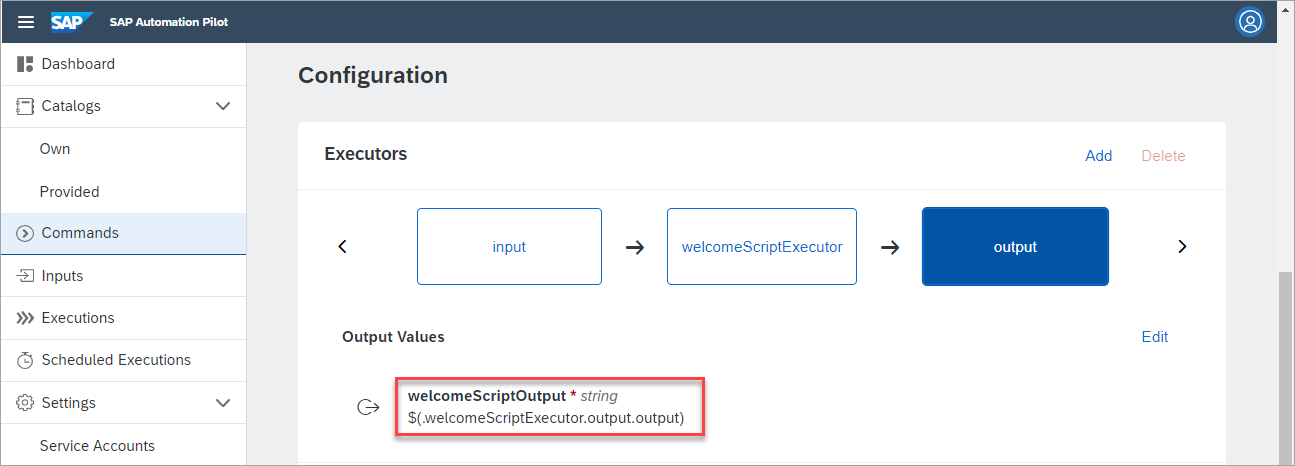 SAP SAP Automation Pilot
Dashboard
Catalogs
Own
Provided
Commands
Inputs
Executions
Scheduled Executions
Settings
Service Accounts
Configuration
Executors Add Delete
input welcomeScriptExecutor output
Output Values Edit
welcomeScriptOutput * string
$(.welcomeScriptExecutor.output.output)